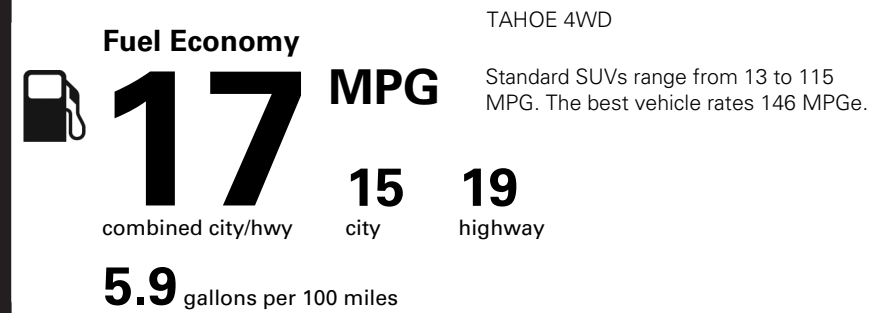 TAHOE 4WD
Fuel Economy
17 MPG
Standard SUVs range from 13 to 115
MPG. The best vehicle rates 146 MPGe.
15 19
combined city/hwy city highway
5.9 gallons per 100 miles